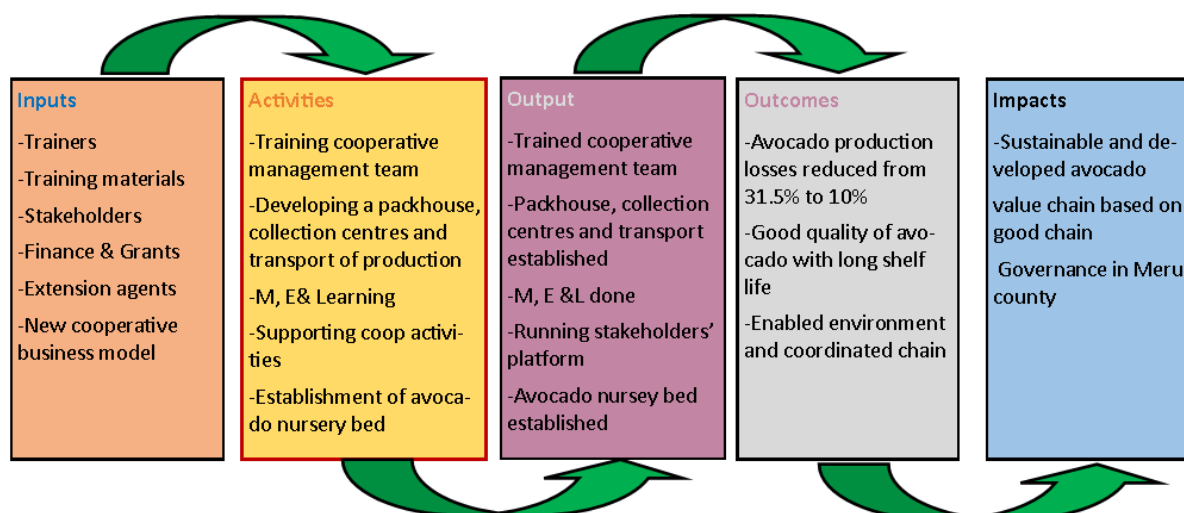 Inputs
-Trainers
-Training materials
-Stakeholders
-Finance & Grants
-Extension agents
-New cooperative
business model
Activities
-Training cooperative
management team
-Developing a packhouse,
collection centres and
transport of production
-M, E& Learning
-Supporting coop activi-
ties
-Establishment of avoca-
do nursery bed
Output
-Trained cooperative
management team
-Packhouse, collection
centres and transport
established
-M, E &L done
-Running stakeholders’
platform
-Avocado nursey bed
established
Outcomes
-Avocado production
losses reduced from
31.5% to 10%
-Good quality of avo-
cado with long shelf
life
-Enabled environment
and coordinated chain
Impacts
-Sustainable and de-
veloped avocado
value chain based on
good chain
Governance in Meru
county